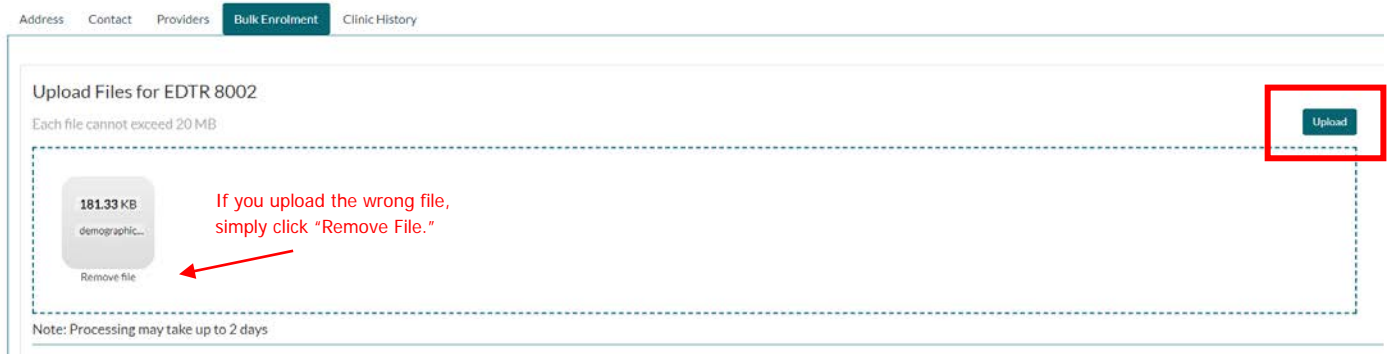 Address Contact Providers Bulk Enrolment Clinic History
Upload Files for EDTR 8002
Each file cannot exceed 20 MB
Upload
181.33 KB
demographic...
Remove file
If you upload the wrong file,
simply click “Remove File.”
Note: Processing may take up to 2 days